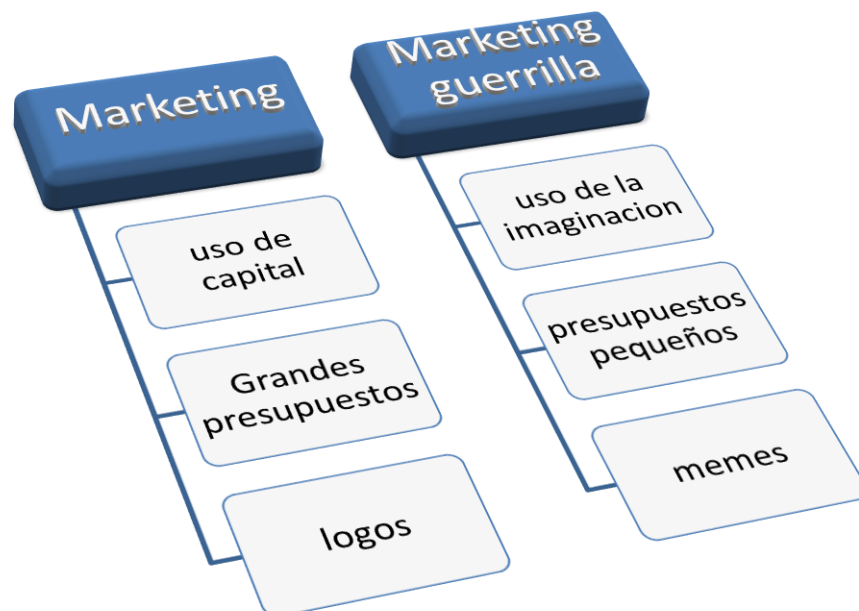 Marketing
uso de
capital
Grandes
presupuestos
logos
Marketing
guerrilla
uso de la
imaginacion
presupuestos
pequeños
memes